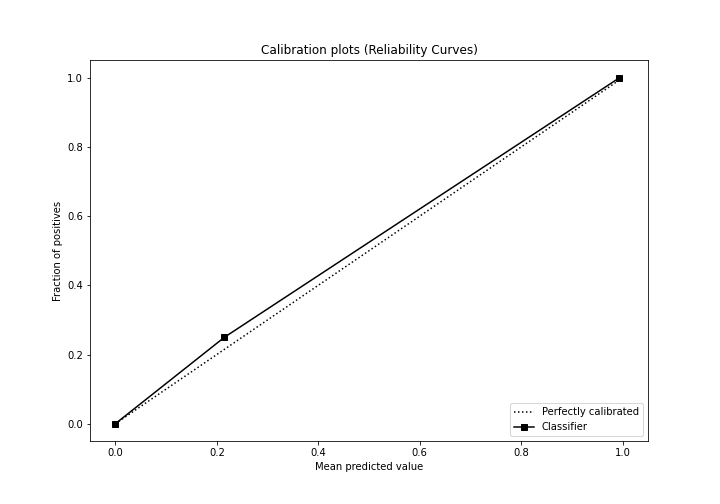 Calibration plots (Reliability Curves)
1.0
0.8
0.6
0.4
0.2
0.0
Fraction of positives
0.0 0.2 0.4 0.6 0.8 1.0
Mean predicted value
Perfectly calibrated
Classifier